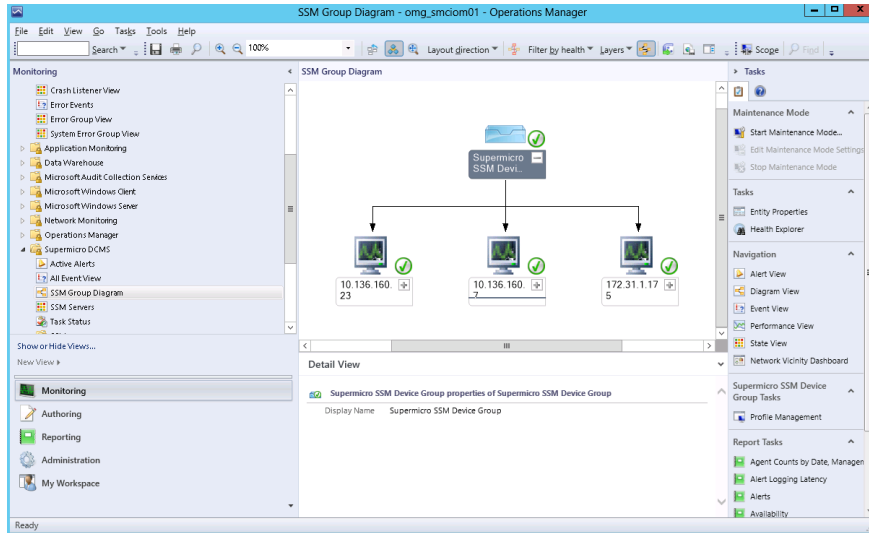 SSM Group Diagram - omg_smciom01 - Operations Manager
File Edit View Go Tasks Tools Help
Search 100% Layout direction Filter by health Layers Scope Find
Monitoring
Crash Listener View
Error Events
Error Group View
System Error Group View
Application Monitoring
Data Warehouse
Microsoft Audit Collection Services
Microsoft Windows Client
Microsoft Windows Server
Network Monitoring
Operations Manager
Supermicro DCMS
Active Alerts
All Event View
SSM Group Diagram
SSM Servers
Task Status
Show or Hide Views...
New View
Monitoring
Authoring
Reporting
Administration
My Workspace
Ready
SSM Group Diagram
Supermicro
SSM Devi..
10.136.160.
23
10.136.160.
7
172.31.1.17
5
Detail View
Supermicro SSM Device Group properties of Supermicro SSM Device Group
Display Name Supermicro SSM Device Group
Tasks
Maintenance Mode
Start Maintenance Mode...
Edit Maintenance Mode Settings
Stop Maintenance Mode
Tasks
Entity Properties
Health Explorer
Navigation
Alert View
Diagram View
Event View
Performance View
State View
Network Vicinity Dashboard
Supermicro SSM Device
Group Tasks
Profile Management
Report Tasks
Agent Counts by Date, Managem
Alert Logging Latency
Alerts
Availability